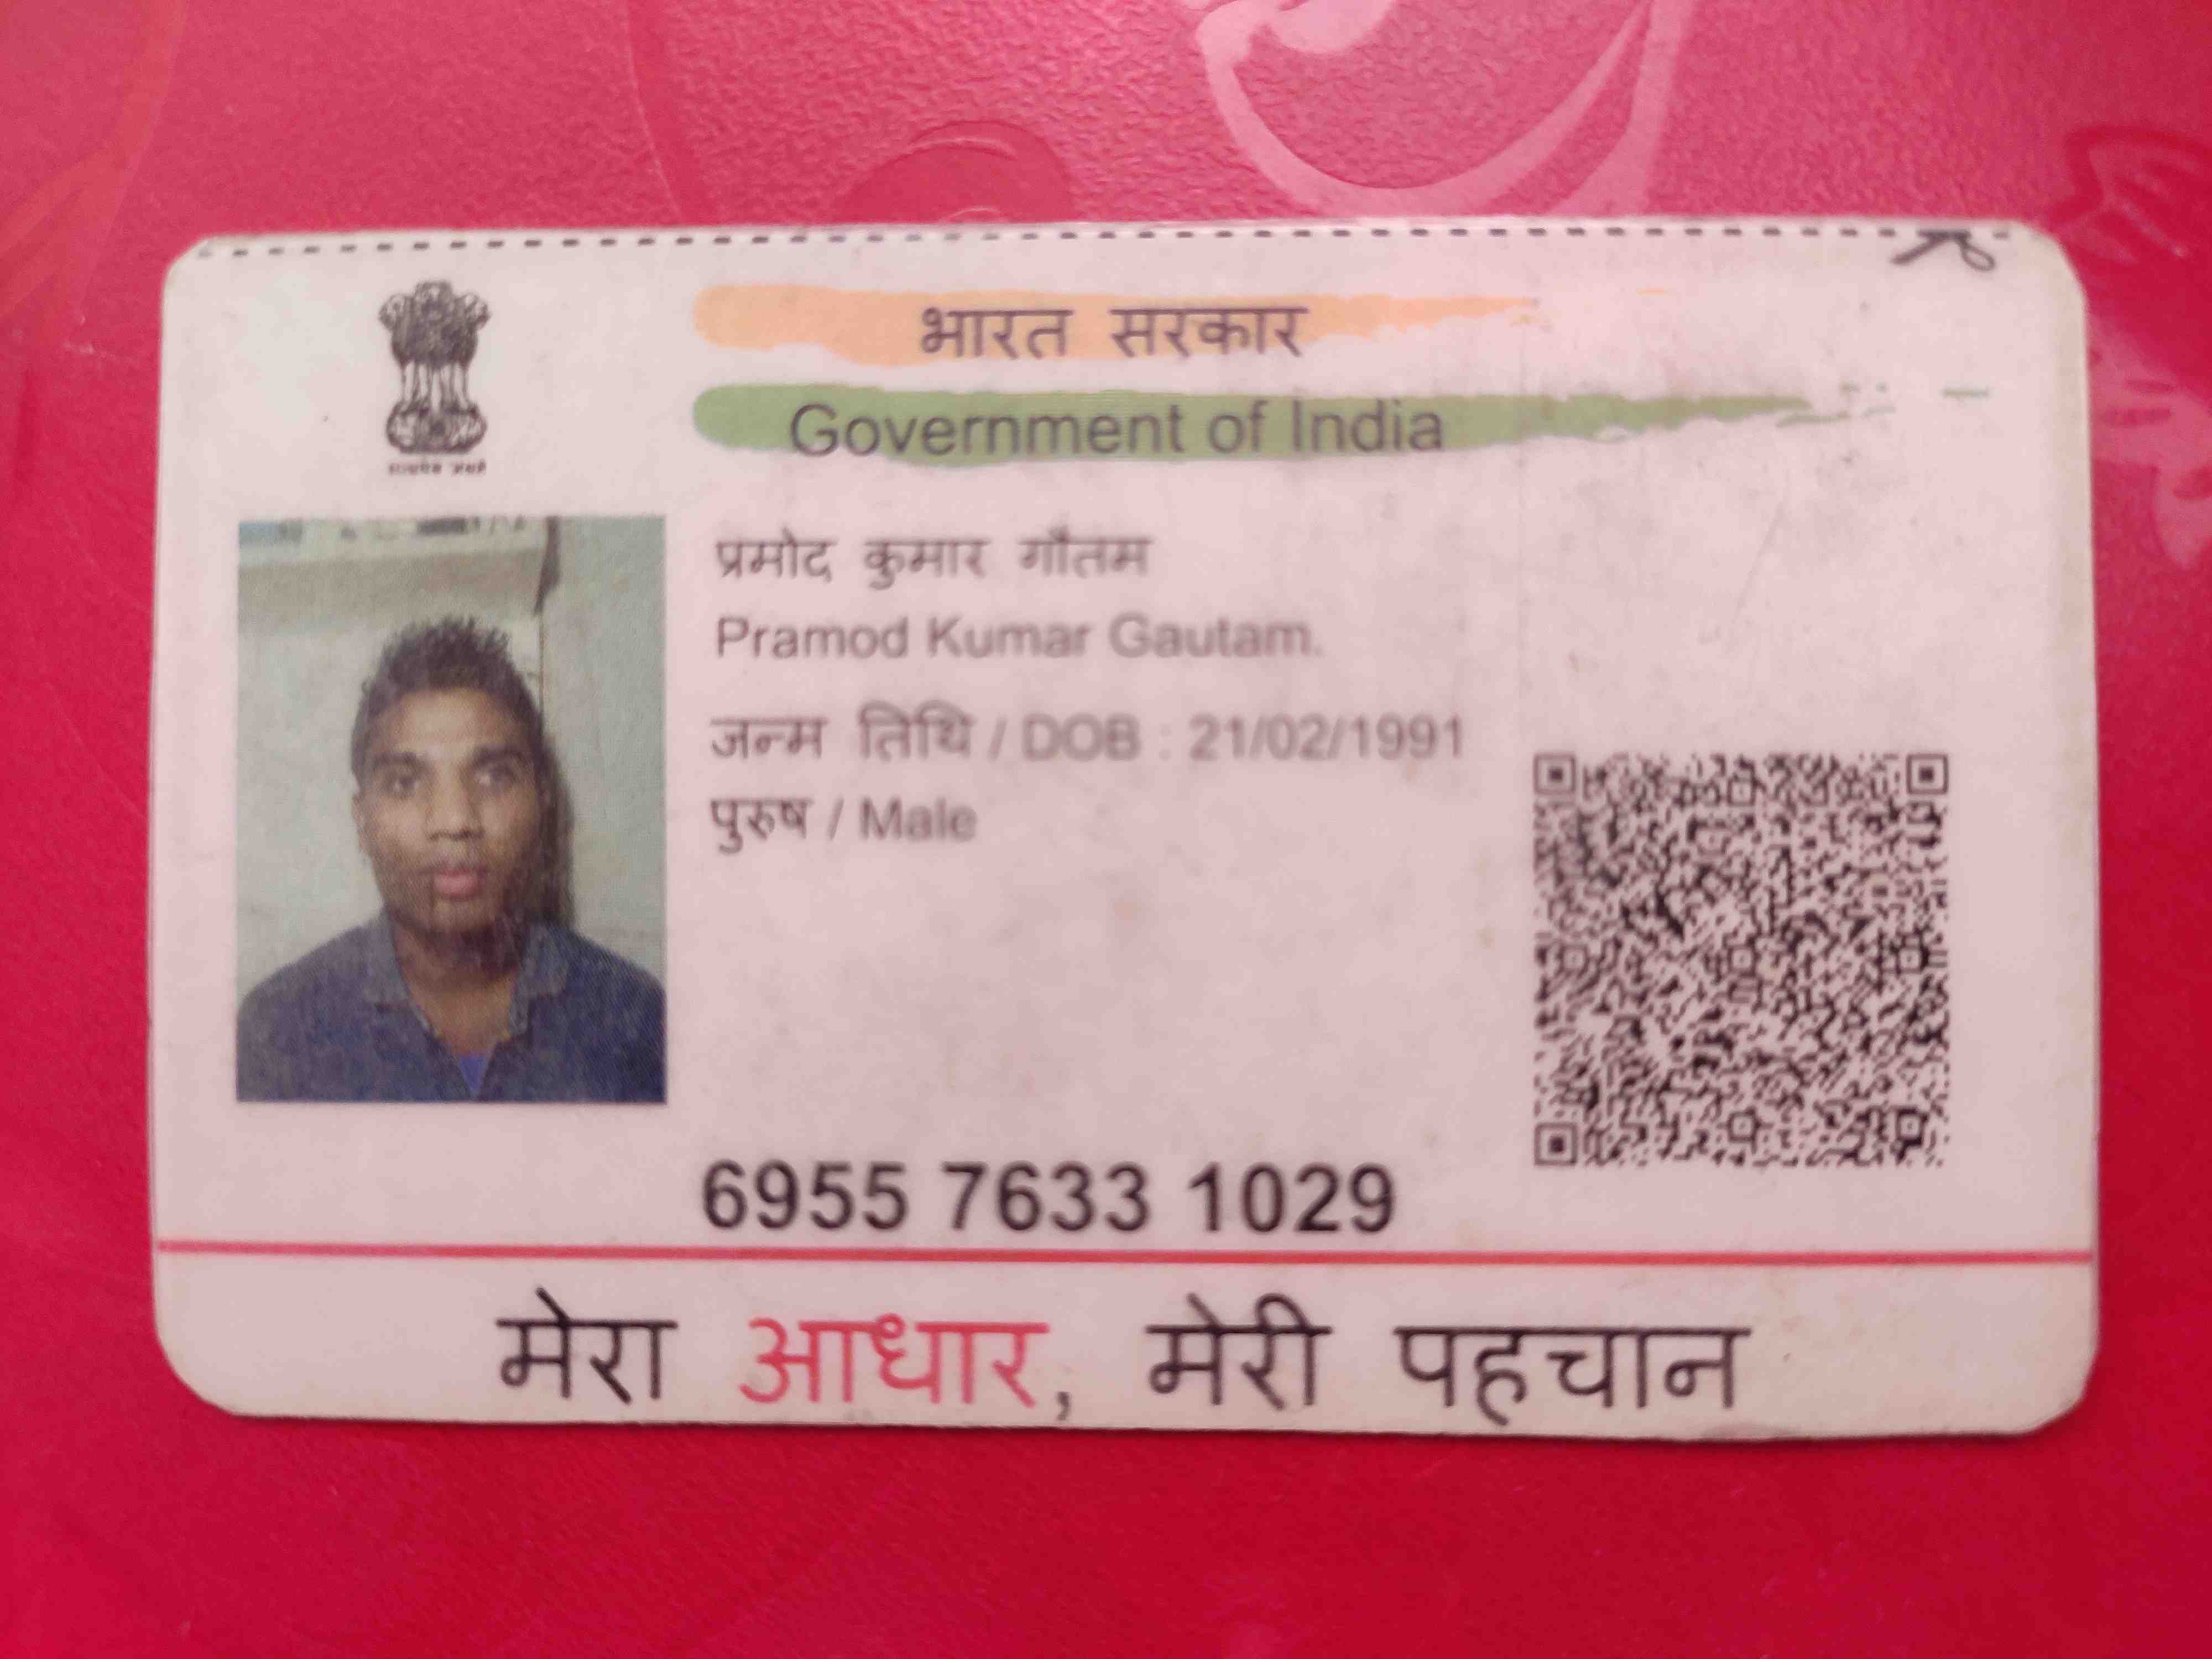 भारत सरकार
Government of India
सत्यमेव जयते
प्रमोद कुमार गौतम
Pramod Kumar Gautam.
जन्म तिथि / DOB : 21/02/1991
पुरुष / Male
6955 7633 1029
मेरा आधार, मेरी पहचान